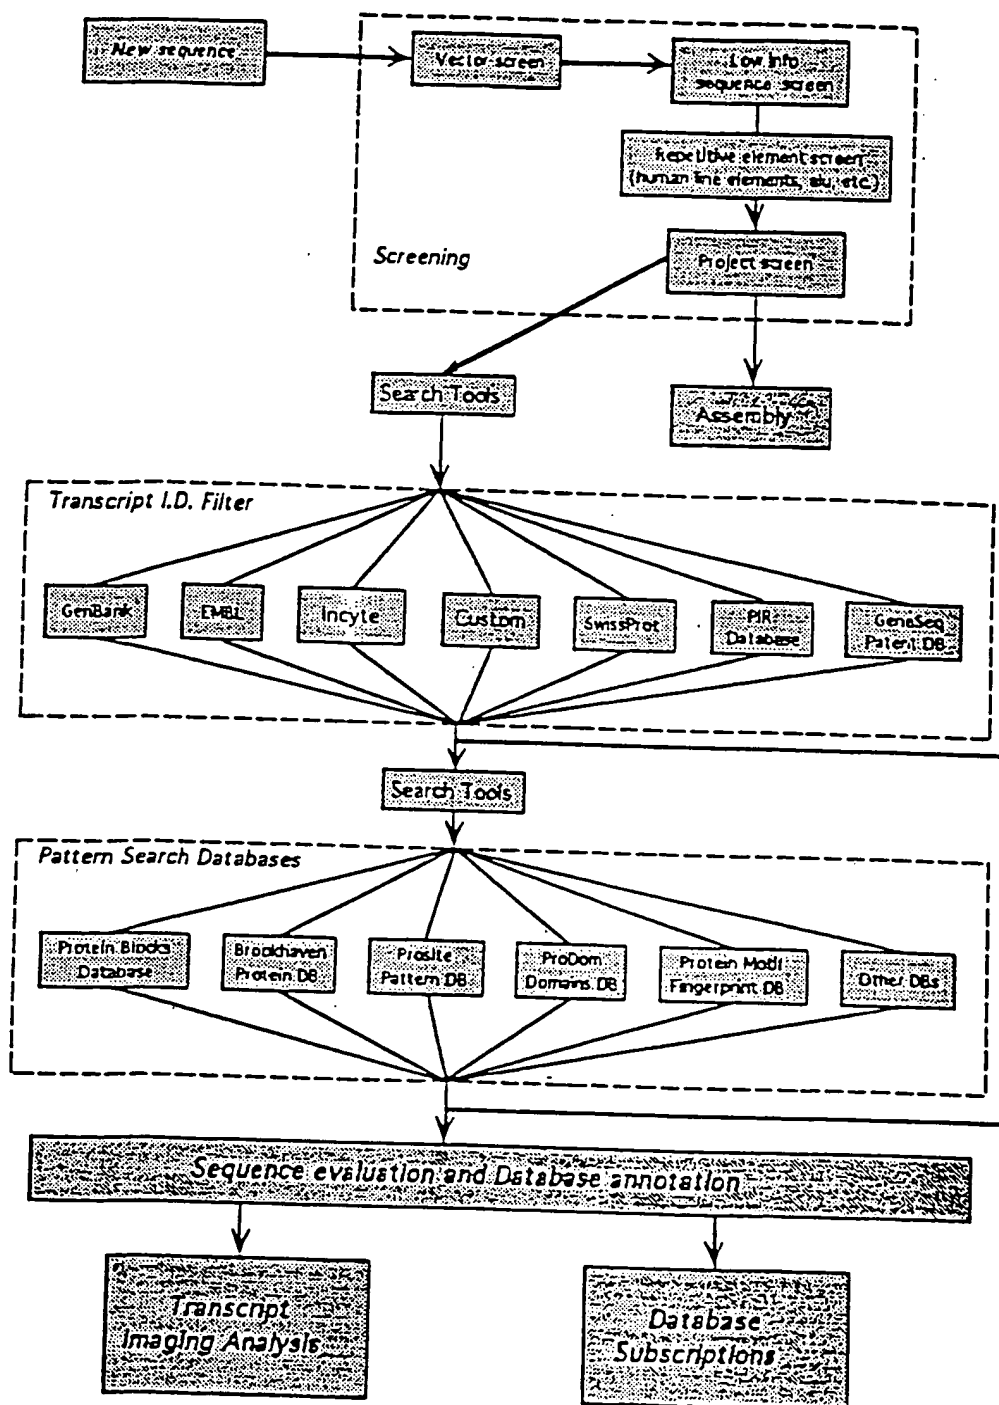 New sequence
Vector screen
Low info
sequence screen
Repetitive element screen
(human line elements, alu, etc.)
Screening
Project screen
Search Tools
Assembly
Transcript I.D. Filter
GenBank
EMBL
Incyte
Custom
SwissProt
PIR
Database
GeneSeq
Patent DB
Search Tools
Pattern Search Databases
Protein Blocks
Database
Brookhaven
Protein DB
Prosite
Pattern DB
ProDom
Domains DB
Protein Motif
Fingerprint DB
Other DBs
Sequence evaluation and Database annotation
Transcript
Imaging Analysis
Database
Subscriptions